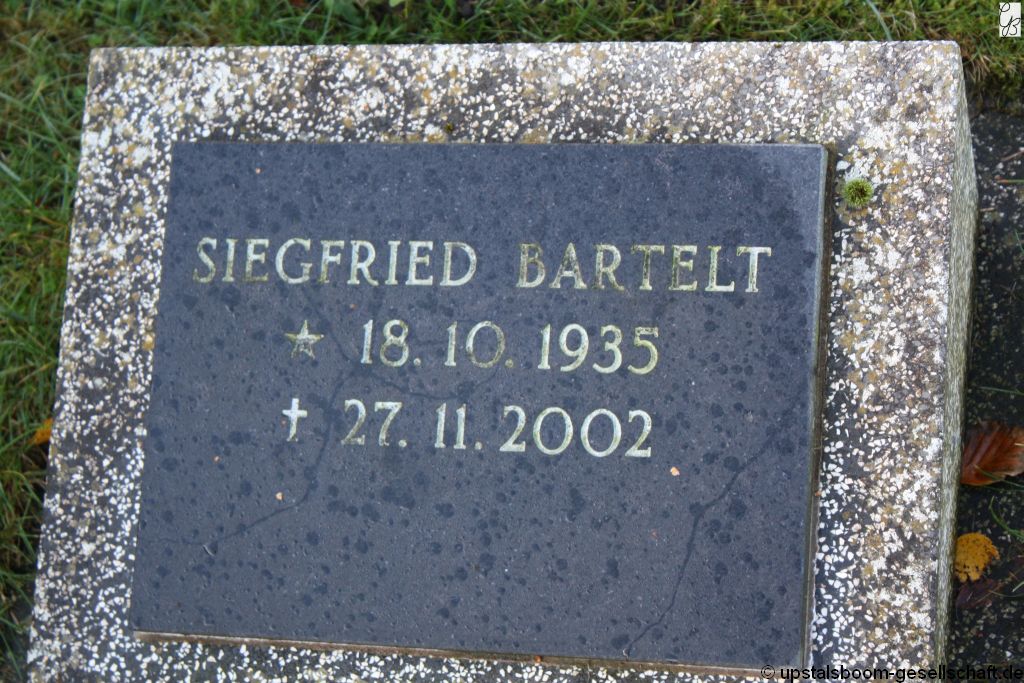 SIEGFRIED BARTELT
★ 18. 10. 1935
✝ 27. 11. 2002
© upstalsboom-gesellschaft.de